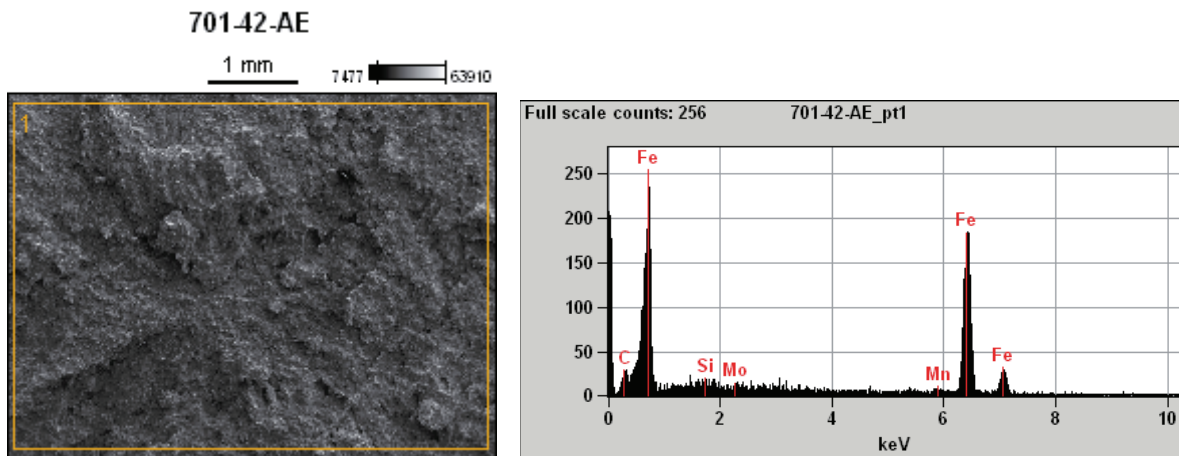 701-42-AE
1 mm
7477 63910
1
Full scale counts: 256 701-42-AE_pt1
250
200
150
100
50
0
Fe
C
Si
Mo
Mn
Fe
Fe
0 2 4 6 8 10
keV